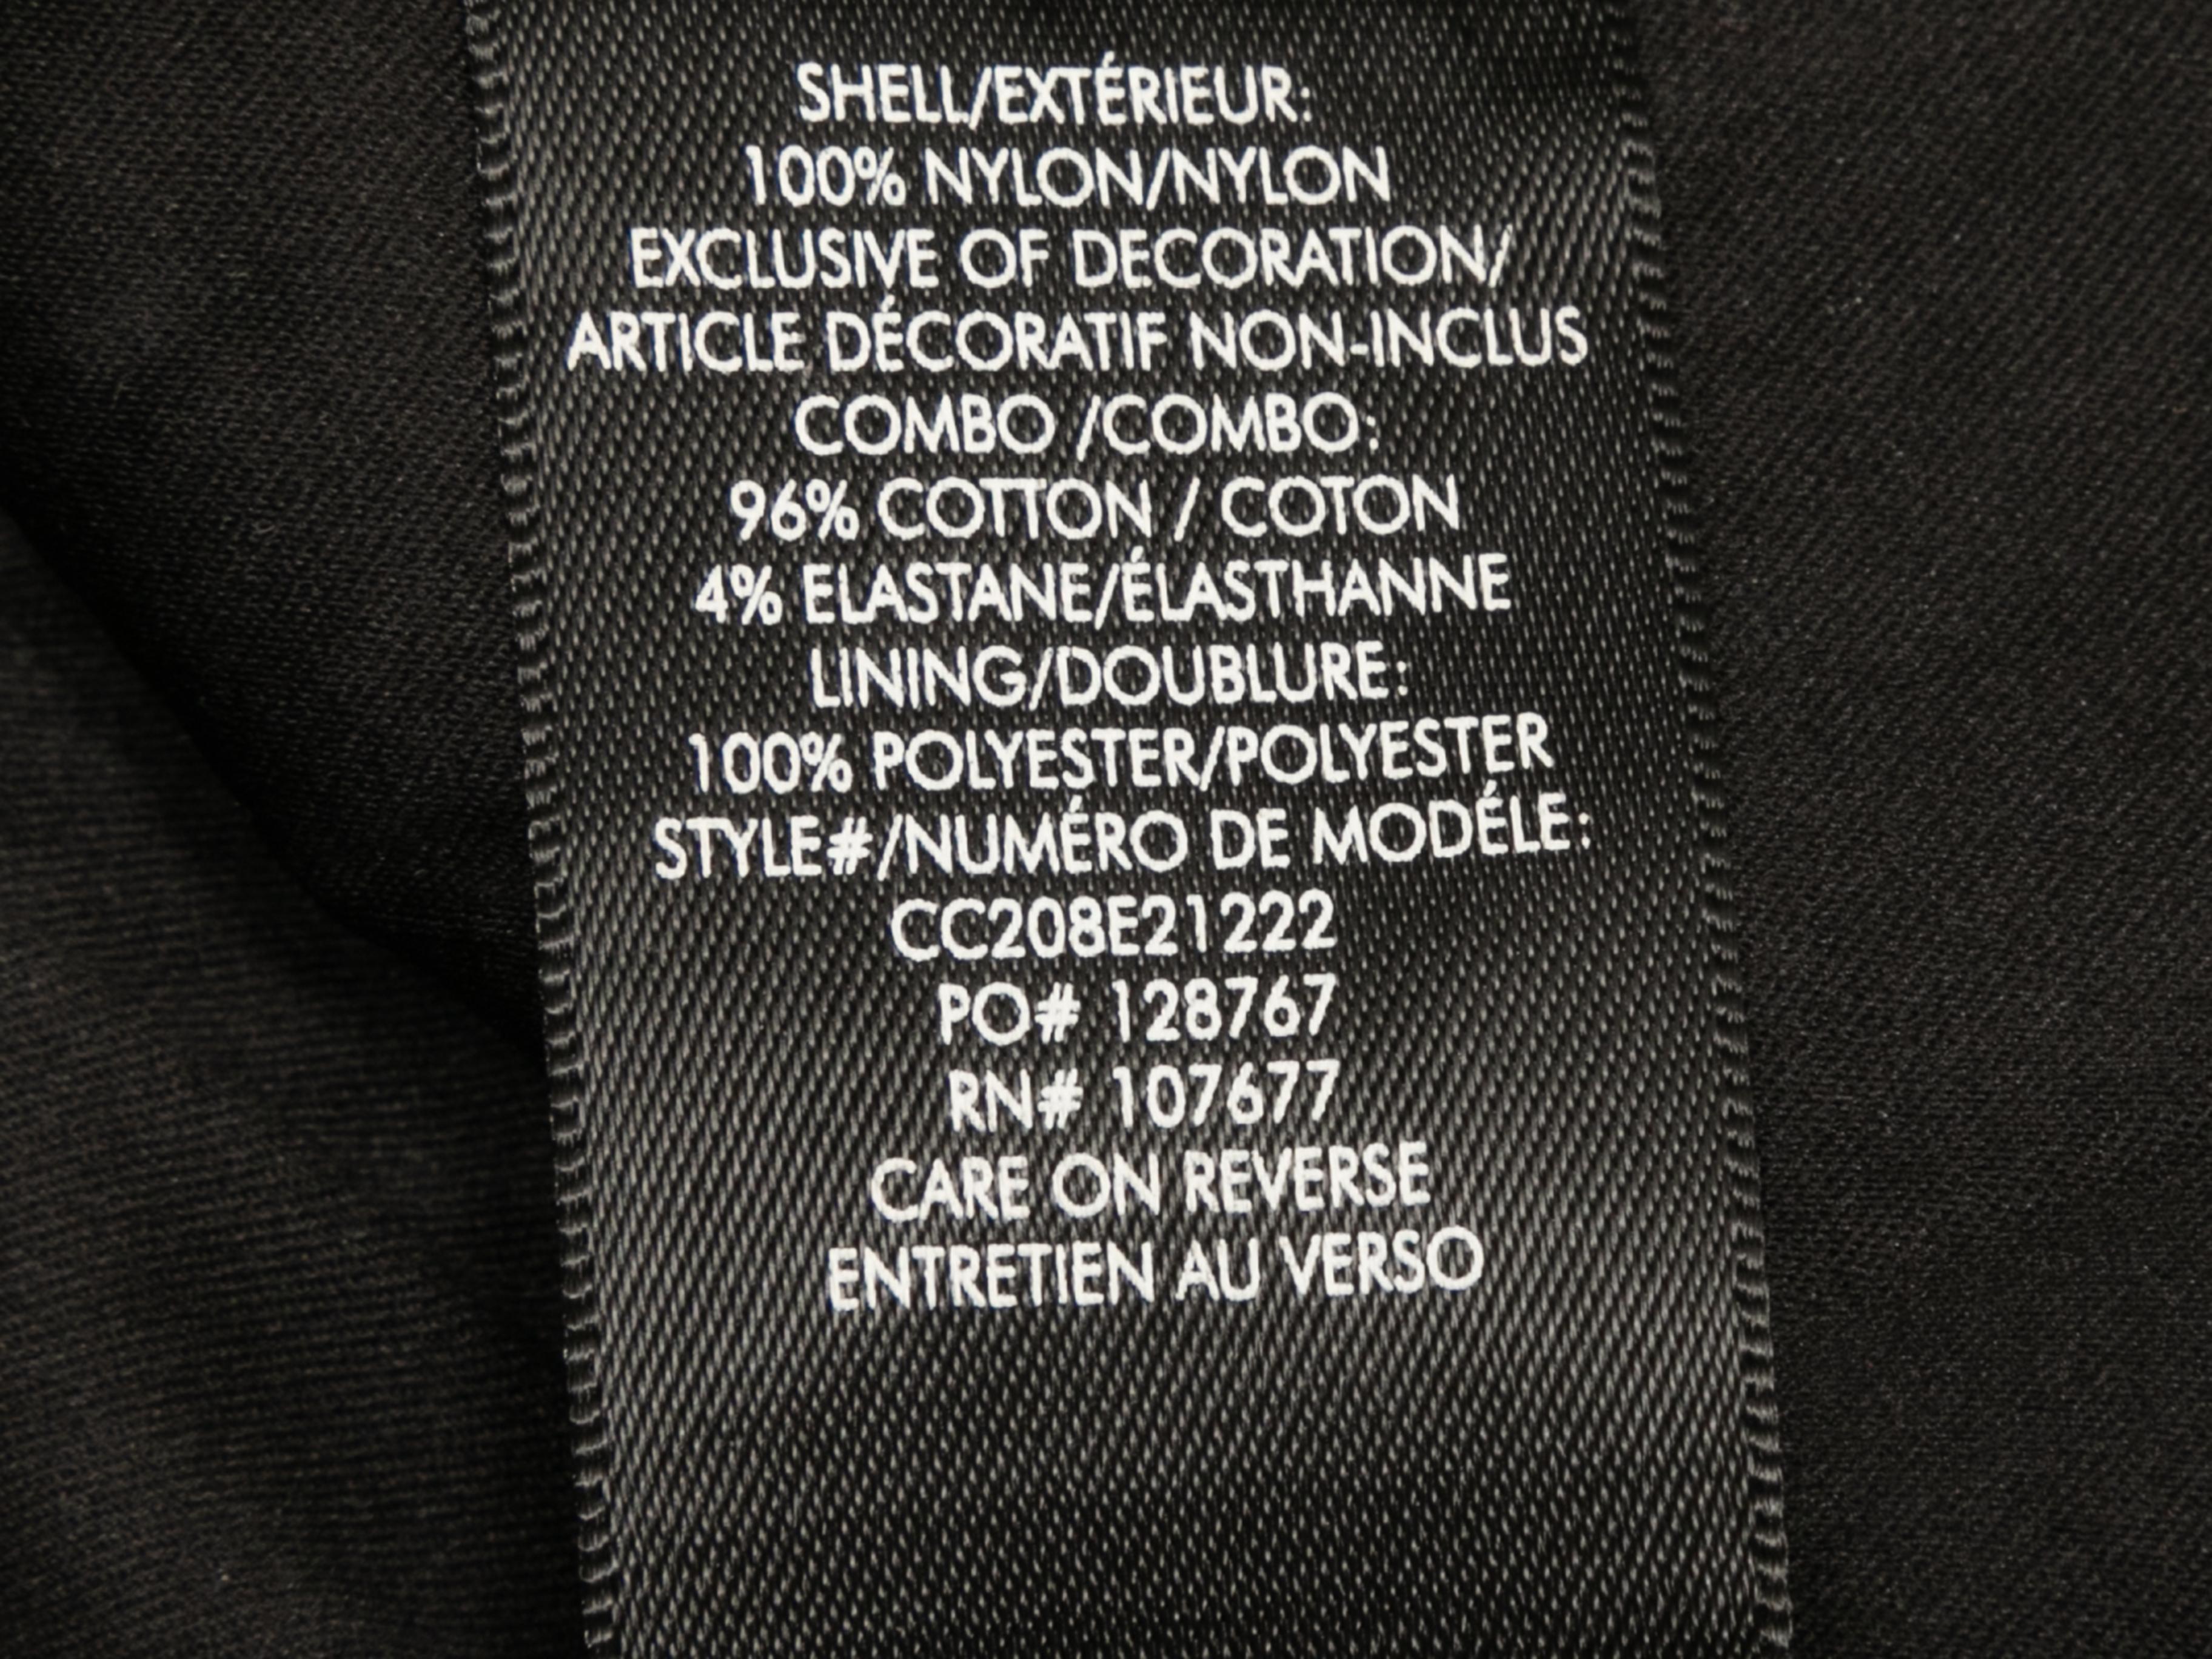 SHELL/EXTÉRIEUR:
100% NYLON/NYLON
EXCLUSIVE OF DECORATION/
ARTICLE DÉCORATIF NON-INCLUS
COMBO /COMBO:
96% COTTON / COTON
4% ELASTANE/ÉLASTHANNE
LINING/DOUBLURE:
100% POLYESTER/POLYESTER
STYLE#/NUMÉRO DE MODÉLE:
CC208E21222
PO# 128767
RN# 107677
CARE ON REVERSE
ENTRETIEN AU VERSO